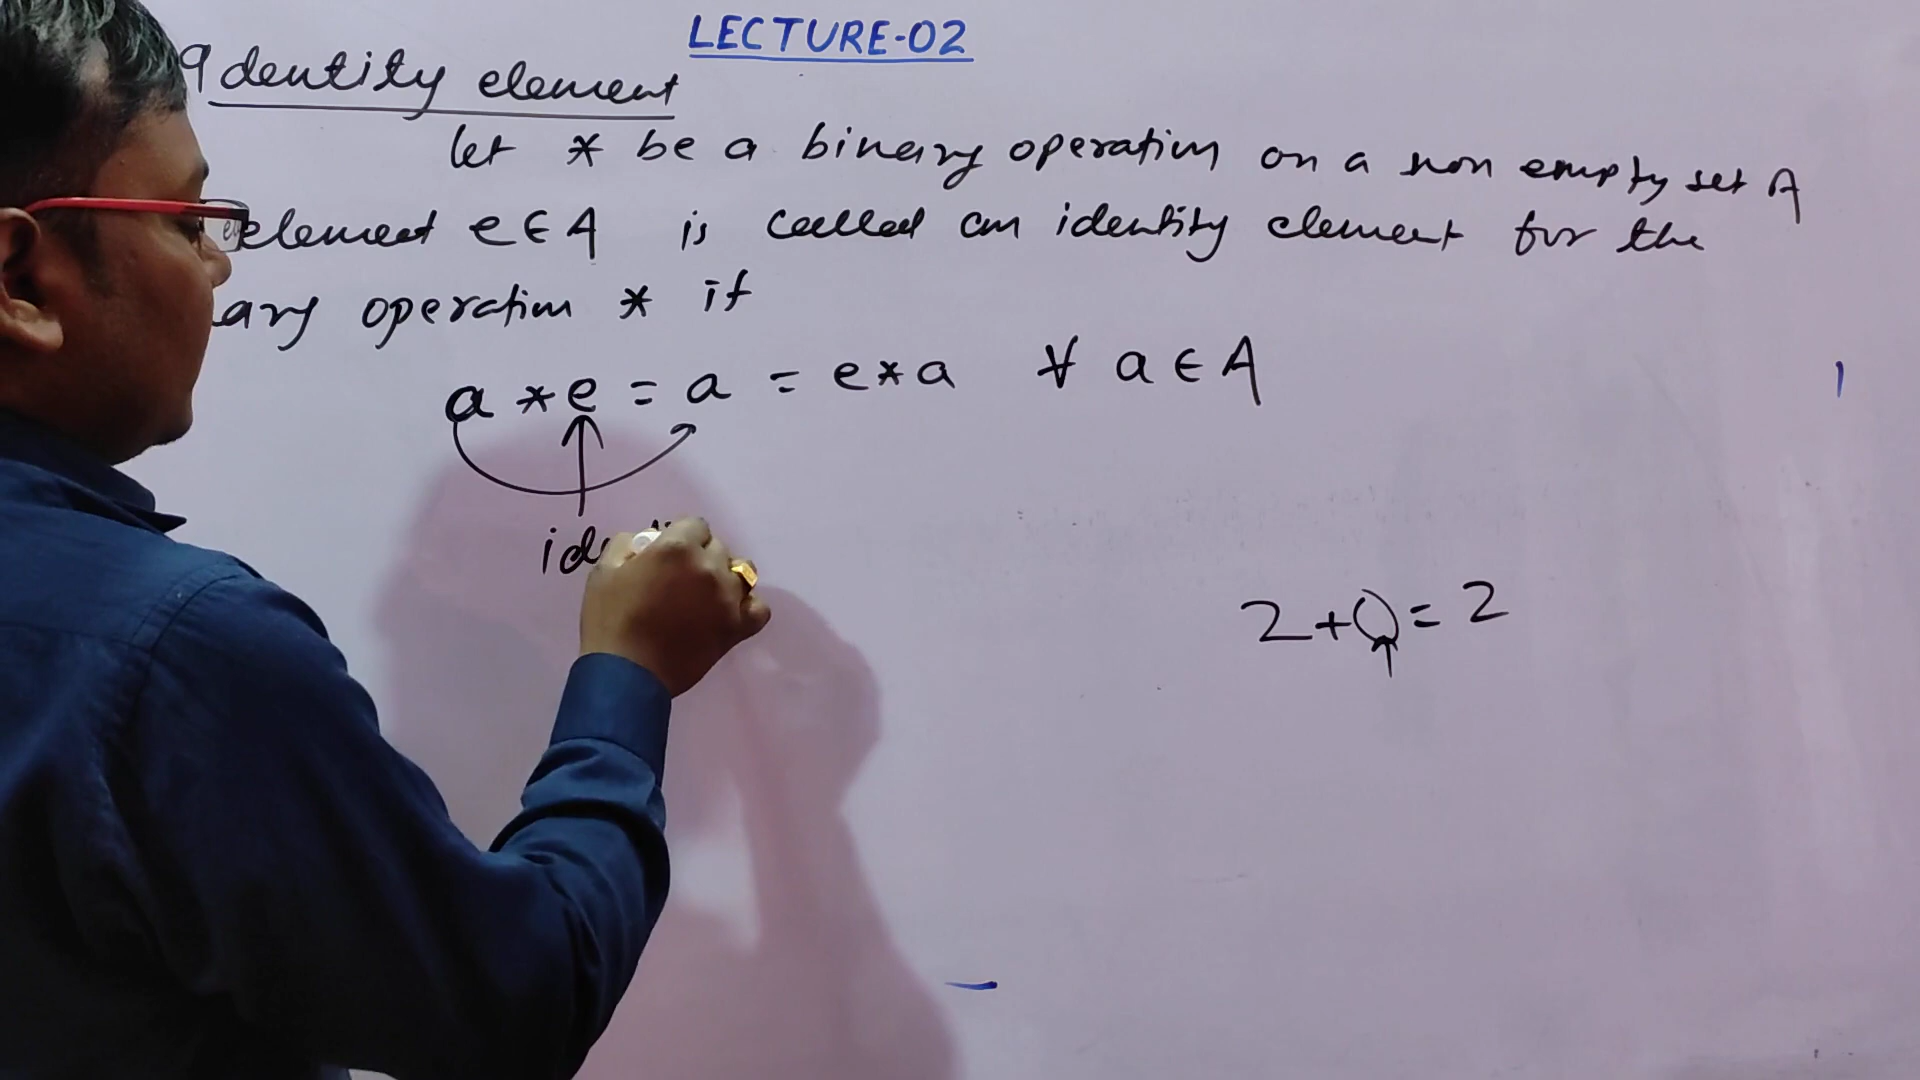 LECTURE-02
Identity element
let * be a binary operation on a non empty set A
element e ∈ A is called an identity element for the
ary operation * if
a * e = a = e * a ∀ a ∈ A
2 + 0 = 2